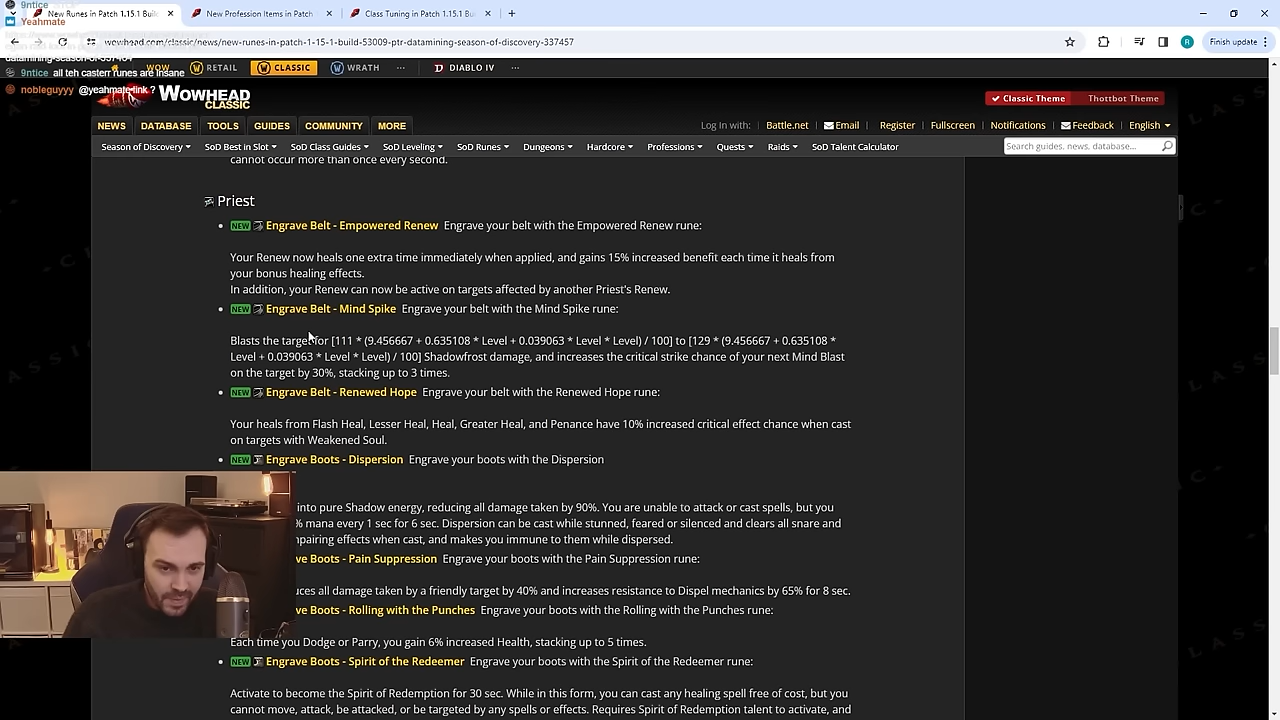 9ntice
Yeahmate
New Runes in Patch 1.15.1 Buil
New Profession Items in Patch
Class Tuning in Patch 1.15.1 Bui
wowhead.com/classic/news/new-runes-in-patch-1-15-1-build-53009-ptr-datamining-season-of-discovery-337457
Finish update
9ntice all teh casterr runes are insane
nobleguyyy @yeahmate link ?
WOW
RETAIL
CLASSIC
WRATH
DIABLO IV
WOWHEAD
CLASSIC
Classic Theme
Thottbot Theme
NEWS
DATABASE
TOOLS
GUIDES
COMMUNITY
MORE
Log In with:
Battle.net
Email
Register
Fullscreen
Notifications
Feedback
English
Season of Discovery
SoD Best in Slot
SoD Class Guides
SoD Leveling
SoD Runes
Dungeons
Hardcore
Professions
Quests
Raids
SoD Talent Calculator
Search guides, news, database...
cannot occur more than once every second.
Priest
NEW Engrave Belt - Empowered Renew Engrave your belt with the Empowered Renew rune:
Your Renew now heals one extra time immediately when applied, and gains 15% increased benefit each time it heals from
your bonus healing effects.
In addition, your Renew can now be active on targets affected by another Priest's Renew.
NEW Engrave Belt - Mind Spike Engrave your belt with the Mind Spike rune:
Blasts the target for [111 * (9.456667 + 0.635108 * Level + 0.039063 * Level * Level) / 100] to [129 * (9.456667 + 0.635108 *
Level + 0.039063 * Level * Level) / 100] Shadowfrost damage, and increases the critical strike chance of your next Mind Blast
on the target by 30%, stacking up to 3 times.
NEW Engrave Belt - Renewed Hope Engrave your belt with the Renewed Hope rune:
Your heals from Flash Heal, Lesser Heal, Heal, Greater Heal, and Penance have 10% increased critical effect chance when cast
on targets with Weakened Soul.
NEW Engrave Boots - Dispersion Engrave your boots with the Dispersion
into pure Shadow energy, reducing all damage taken by 90%. You are unable to attack or cast spells, but you
% mana every 1 sec for 6 sec. Dispersion can be cast while stunned, feared or silenced and clears all snare and
pairing effects when cast, and makes you immune to them while dispersed.
ve Boots - Pain Suppression Engrave your boots with the Pain Suppression rune:
uces all damage taken by a friendly target by 40% and increases resistance to Dispel mechanics by 65% for 8 sec.
ve Boots - Rolling with the Punches Engrave your boots with the Rolling with the Punches rune:
Each time you Dodge or Parry, you gain 6% increased Health, stacking up to 5 times.
NEW Engrave Boots - Spirit of the Redeemer Engrave your boots with the Spirit of the Redeemer rune:
Activate to become the Spirit of Redemption for 30 sec. While in this form, you can cast any healing spell free of cost, but you
cannot move, attack, be attacked, or be targeted by any spells or effects. Requires Spirit of Redemption talent to activate, and